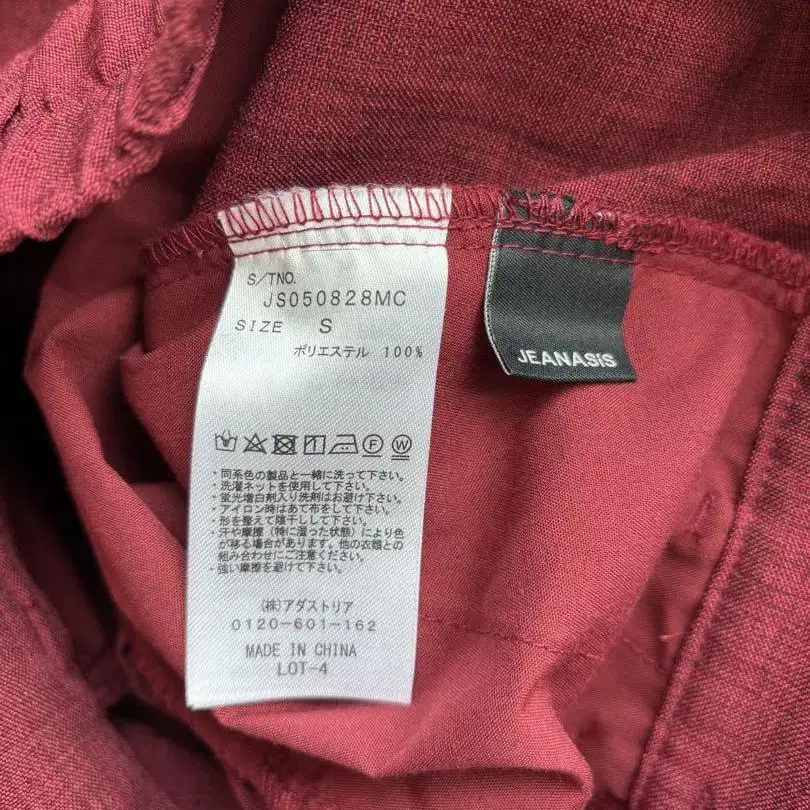 S/TNO.
JS050828MC
SIZE S
ポリエステル 100%
・同系色の製品と一緒に洗って下さい。
・洗濯ネットを使用して下さい。
・蛍光増白剤入り洗剤はお避け下さい。
・アイロン時はあて布をして下さい。
・形を整えて陰干しして下さい。
・汗や摩擦（特に湿った状態）により色
が移る場合があります。他の衣類との
組み合わせにご注意ください。
・強い摩擦を避けて下さい。
(株)アダストリア
0120-601-162
MADE IN CHINA
LOT-4
JEANASiS